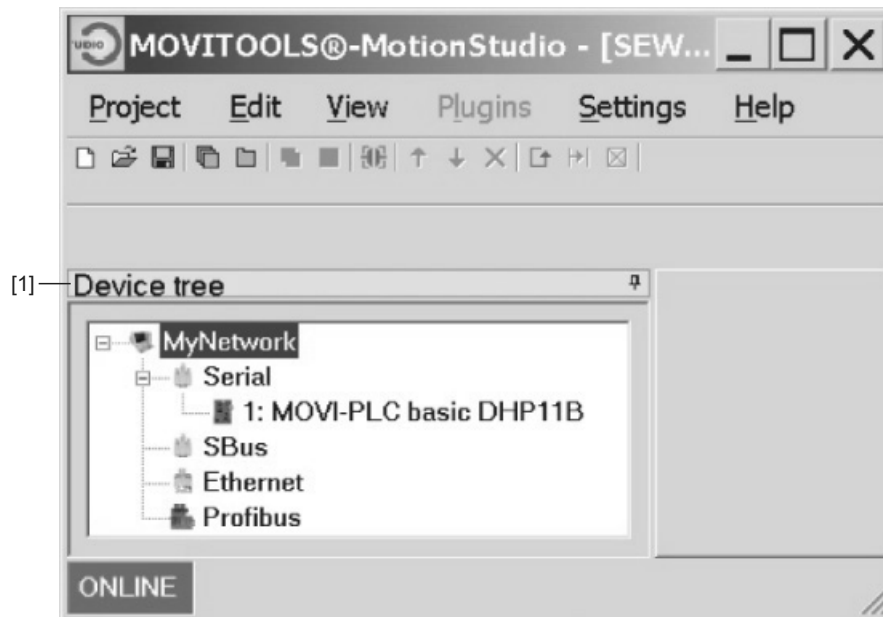 MOVITOOLS®-MotionStudio - [SEW...
Project Edit View Plugins Settings Help
[1]
Device tree
MyNetwork
Serial
1: MOVI-PLC basic DHP11B
SBus
Ethernet
Profibus
ONLINE